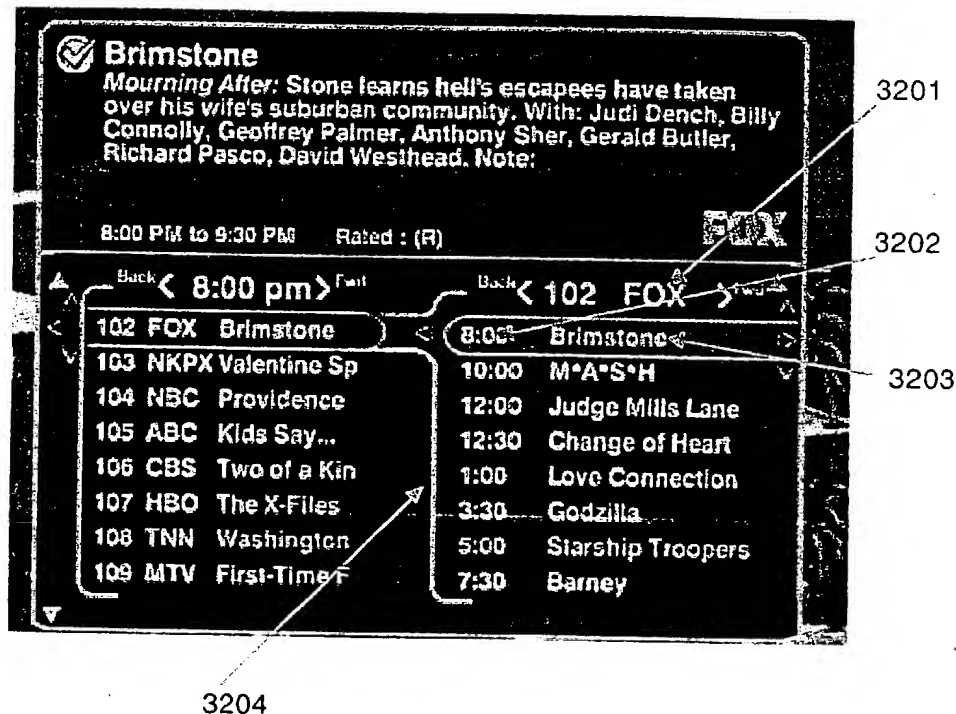 Brimstone
Mourning After: Stone learns hell's escapees have taken
over his wife's suburban community. With: Judi Dench, Billy
Connolly, Geoffrey Palmer, Anthony Sher, Gerald Butler,
Richard Pasco, David Westhead. Note:
8:00 PM to 9:30 PM Rated : (R)
FOX
Back < 8:00 pm > Fwd
102 FOX Brimstone
103 NKPX Valentine Sp
104 NBC Providence
105 ABC Kids Say...
106 CBS Two of a Kin
107 HBO The X-Files
108 TNN Washington
109 MTV First-Time F
Back < 102 FOX > Fwd
8:00 Brimstone
10:00 M*A*S*H
12:00 Judge Mills Lane
12:30 Change of Heart
1:00 Love Connection
3:30 Godzilla
5:00 Starship Troopers
7:30 Barney
3201
3202
3203
3204